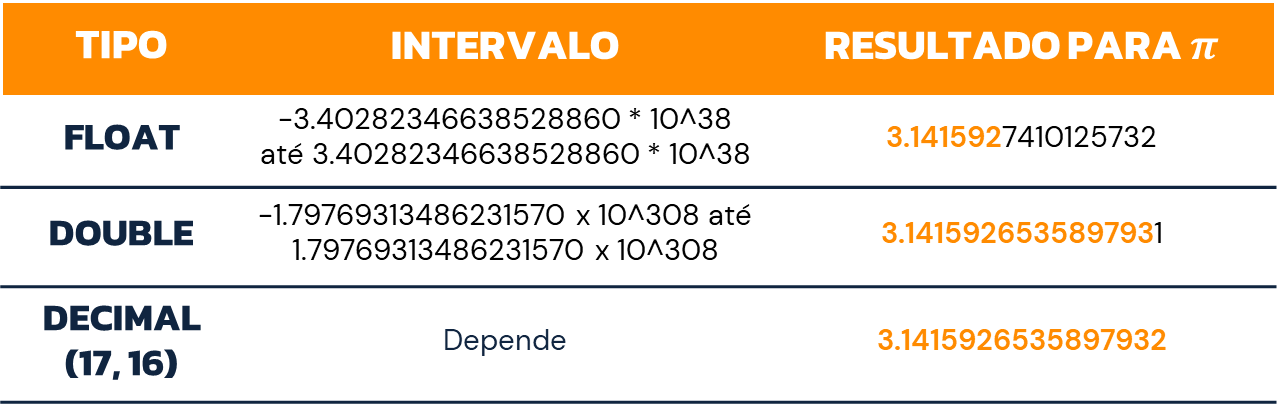 TIPO INTERVALO RESULTADO PARA π
FLOAT
-3.40282346638528860 * 10^38
até 3.40282346638528860 * 10^38
3.1415927410125732
DOUBLE
-1.79769313486231570 x 10^308 até
1.79769313486231570 x 10^308
3.1415926535897931
DECIMAL
(17, 16)
Depende
3.1415926535897932